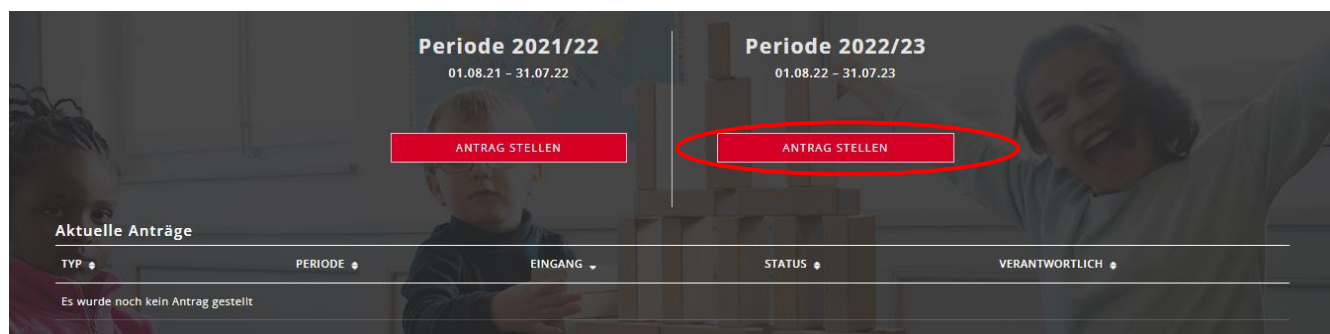 Periode 2021/22
01.08.21 – 31.07.22
ANTRAG STELLEN
Periode 2022/23
01.08.22 – 31.07.23
ANTRAG STELLEN
Aktuelle Anträge
TYP PERIODE EINGANG STATUS VERANTWORTLICH
Es wurde noch kein Antrag gestellt